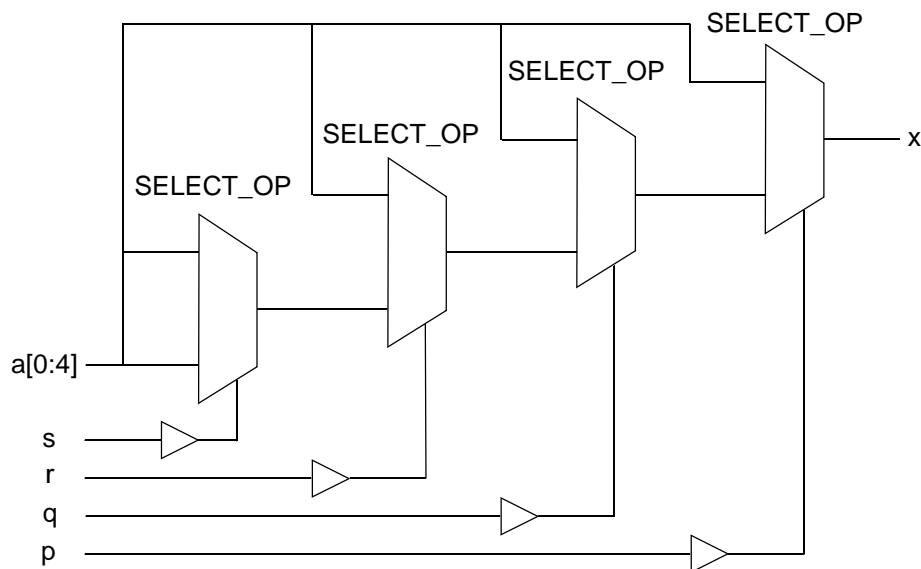 SELECT_OP
SELECT_OP
SELECT_OP
SELECT_OP
x
a[0:4]
s
r
q
p